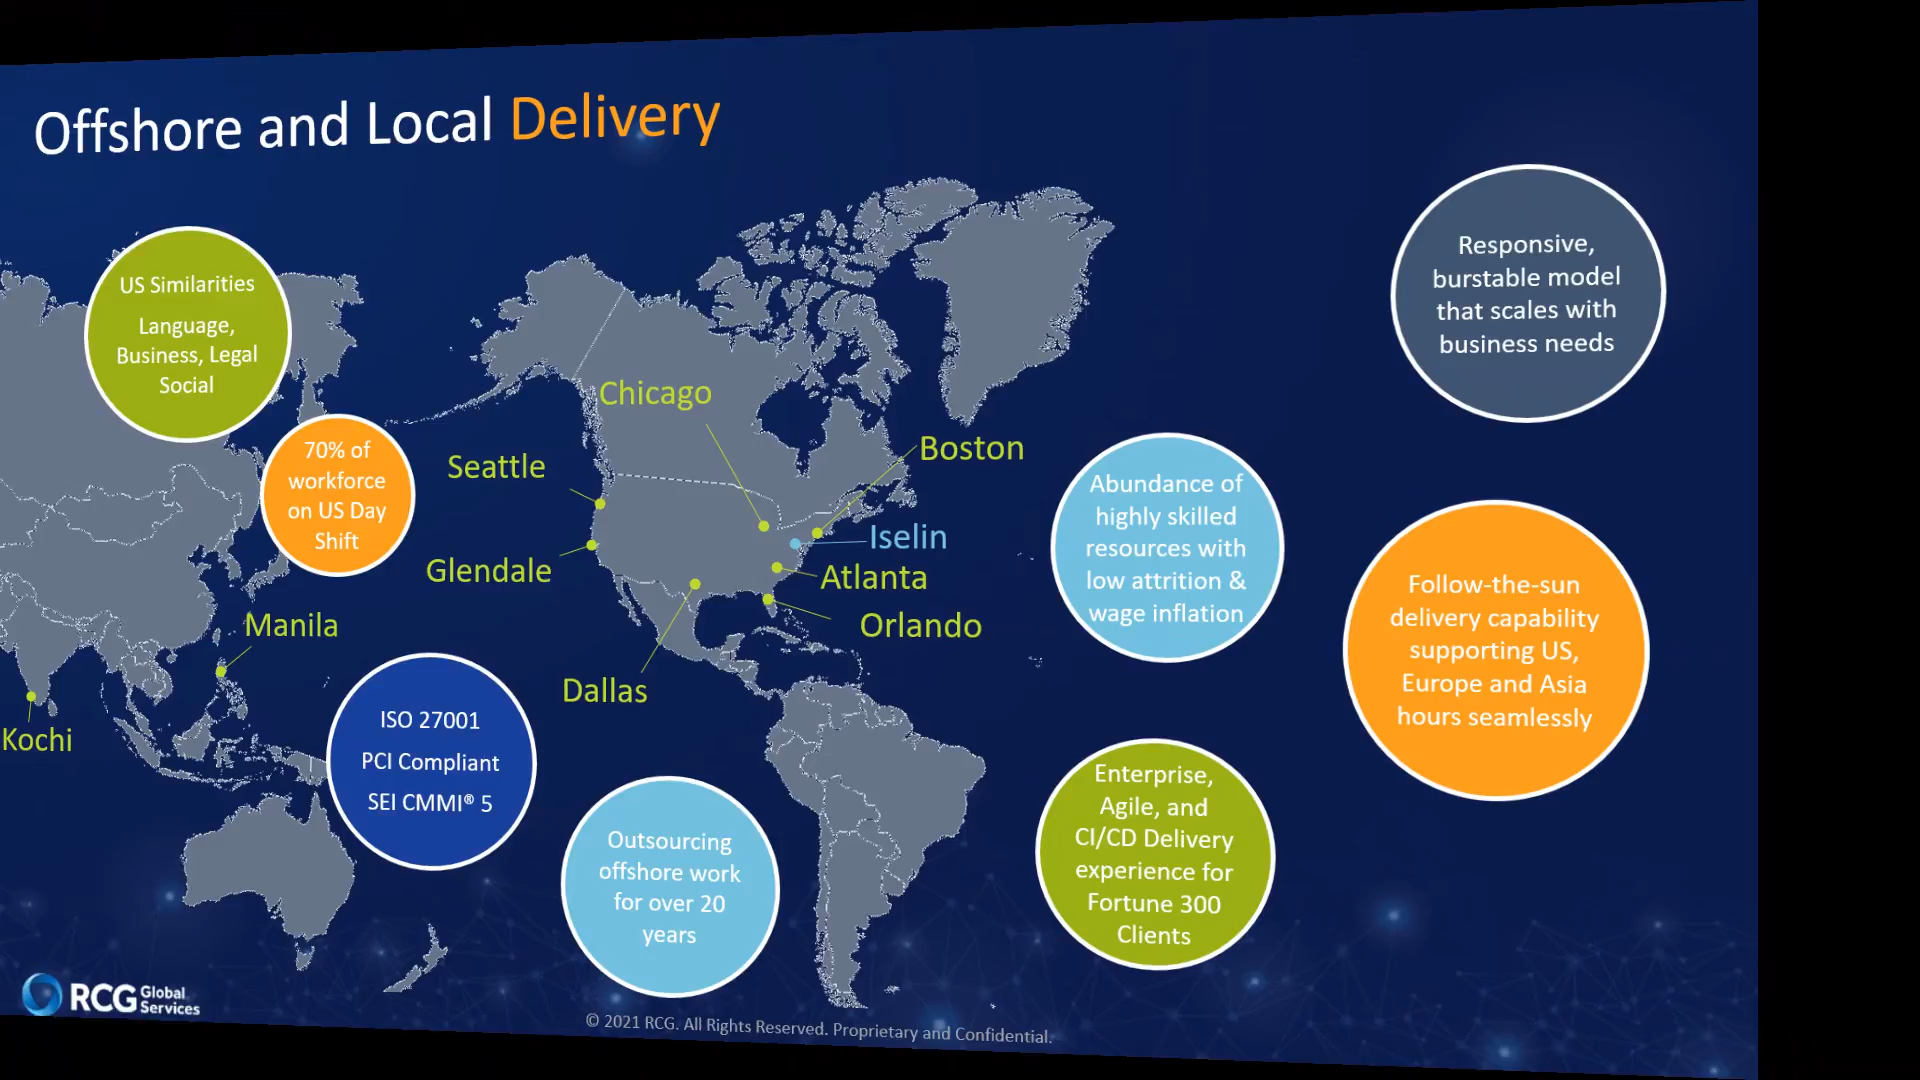 Offshore and Local Delivery
US Similarities
Language,
Business, Legal
Social
70% of
workforce
on US Day
Shift
Manila
Kochi
ISO 27001
PCI Compliant
SEI CMMI® 5
Chicago
Seattle
Boston
Iselin
Glendale
Atlanta
Orlando
Dallas
Outsourcing
offshore work
for over 20
years
Abundance of
highly skilled
resources with
low attrition &
wage inflation
Enterprise,
Agile, and
CI/CD Delivery
experience for
Fortune 300
Clients
Responsive,
burstable model
that scales with
business needs
Follow-the-sun
delivery capability
supporting US,
Europe and Asia
hours seamlessly
RCG Global
Services
© 2021 RCG. All Rights Reserved. Proprietary and Confidential.